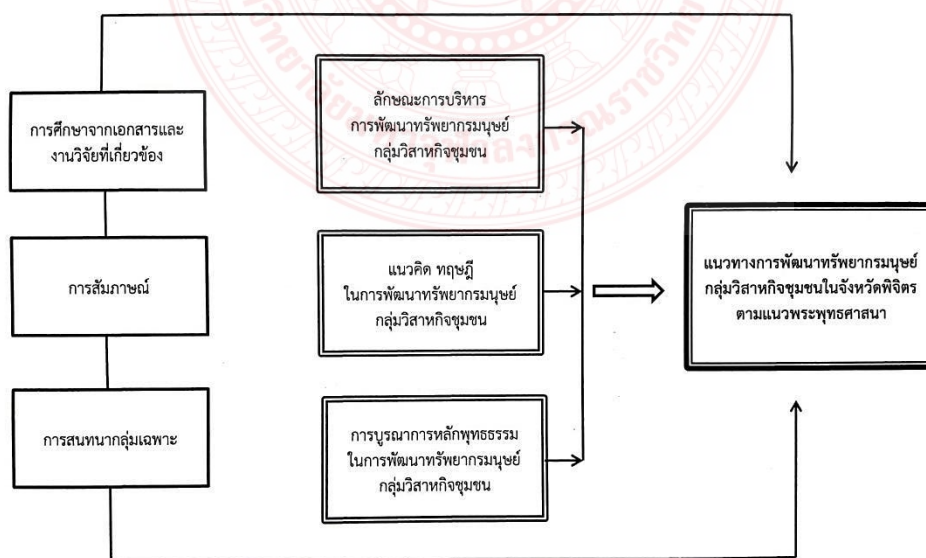 การศึกษาจากเอกสารและ
งานวิจัยที่เกี่ยวข้อง
การสัมภาษณ์
การสนทนากลุ่มเฉพาะ
ลักษณะการบริหาร
การพัฒนาทรัพยากรมนุษย์
กลุ่มวิสาหกิจชุมชน
แนวคิด ทฤษฎี
ในการพัฒนาทรัพยากรมนุษย์
กลุ่มวิสาหกิจชุมชน
การบูรณาการหลักพุทธธรรม
ในการพัฒนาทรัพยากรมนุษย์
กลุ่มวิสาหกิจชุมชน
แนวทางการพัฒนาทรัพยากรมนุษย์
กลุ่มวิสาหกิจชุมชนในจังหวัดพิจิตร
ตามแนวพระพุทธศาสนา